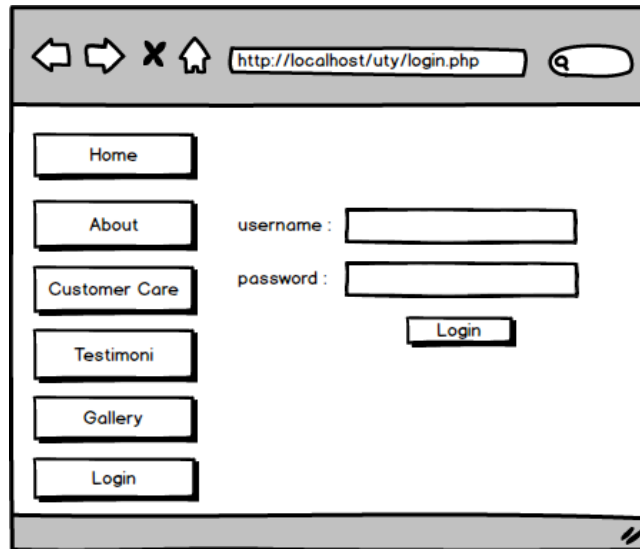 http://localhost/uty/login.php
Home
About
Customer Care
Testimoni
Gallery
Login
username :
password :
Login